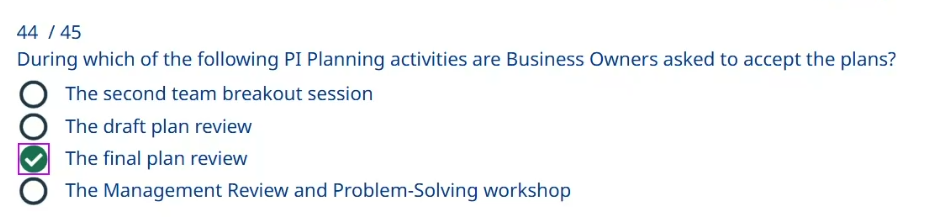 44 / 45
During which of the following PI Planning activities are Business Owners asked to accept the plans?
The second team breakout session
The draft plan review
The final plan review
The Management Review and Problem-Solving workshop